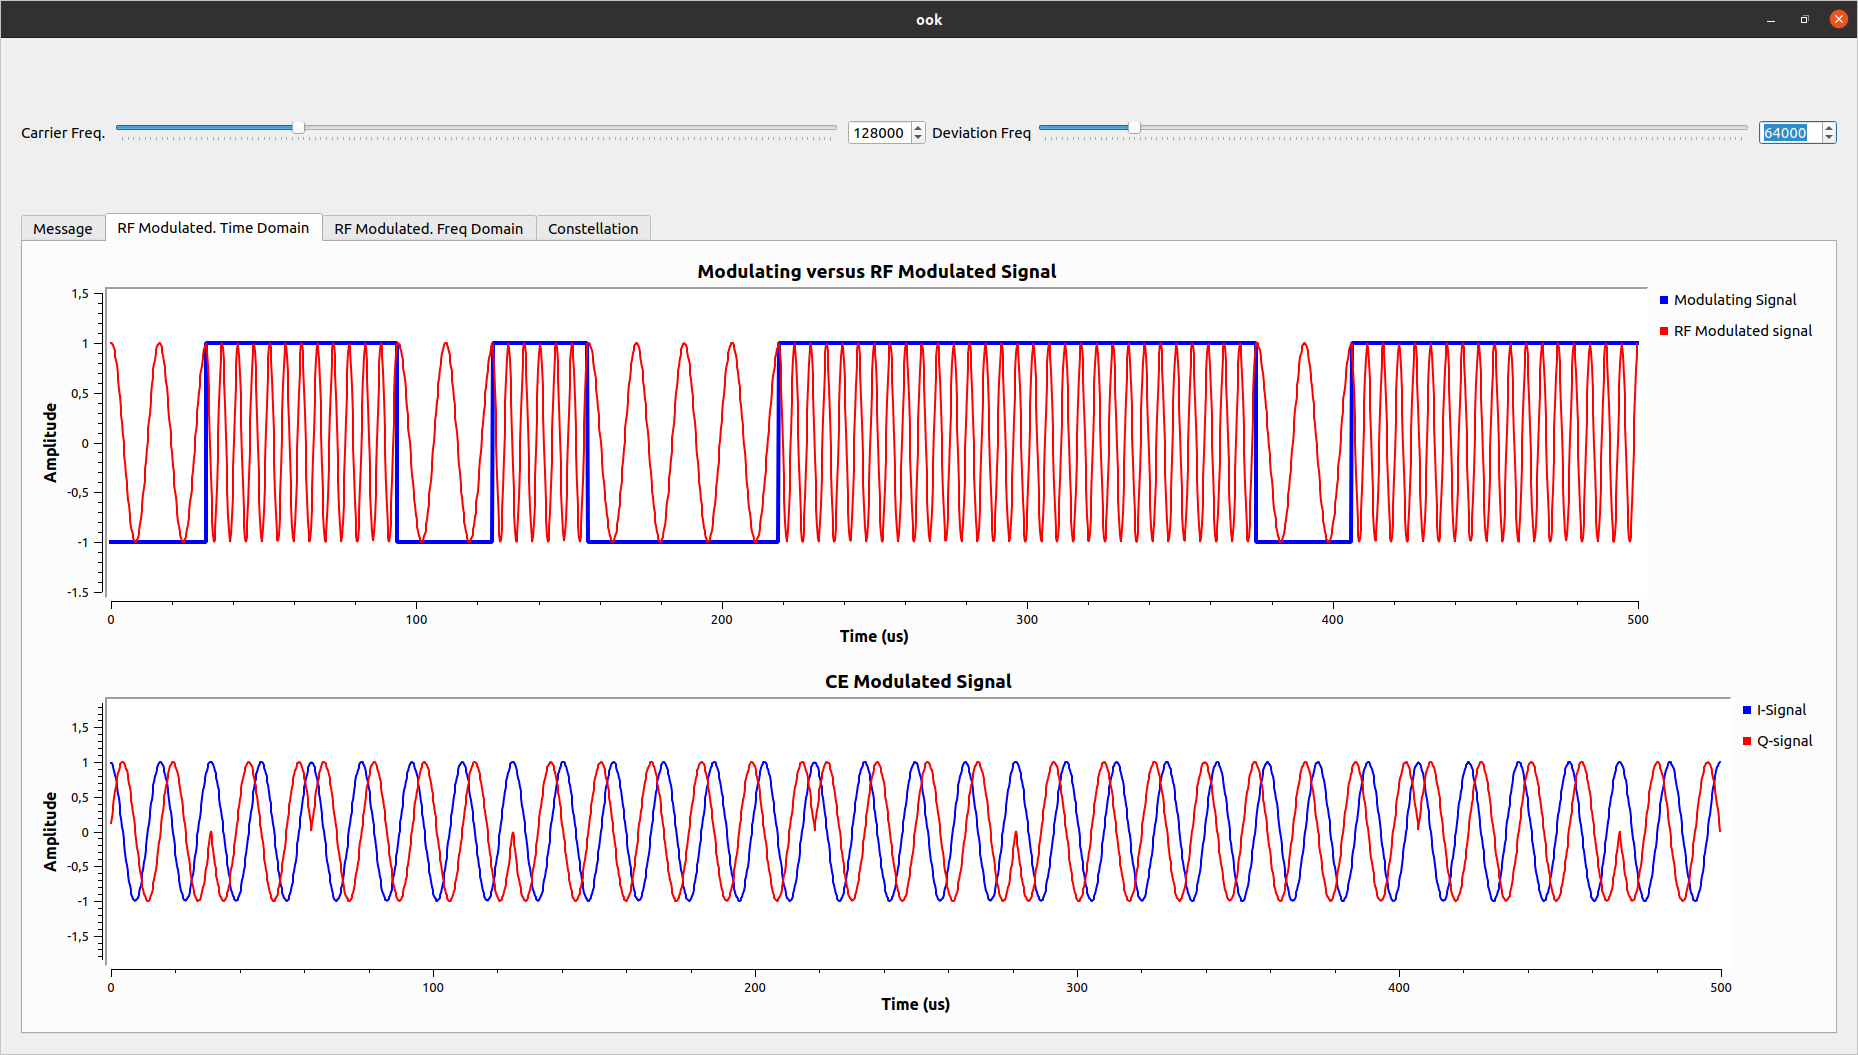 ook
Carrier Freq. 128000 Deviation Freq 64000
Message RF Modulated. Time Domain RF Modulated. Freq Domain Constellation
Modulating versus RF Modulated Signal
1,5
1
0,5
0
-0,5
-1
-1.5
Amplitude
0 100 200 300 400 500
Time (us)
Modulating Signal
RF Modulated signal
CE Modulated Signal
1,5
1
0,5
0
-0,5
-1
-1,5
Amplitude
0 100 200 300 400 500
Time (us)
I-Signal
Q-signal